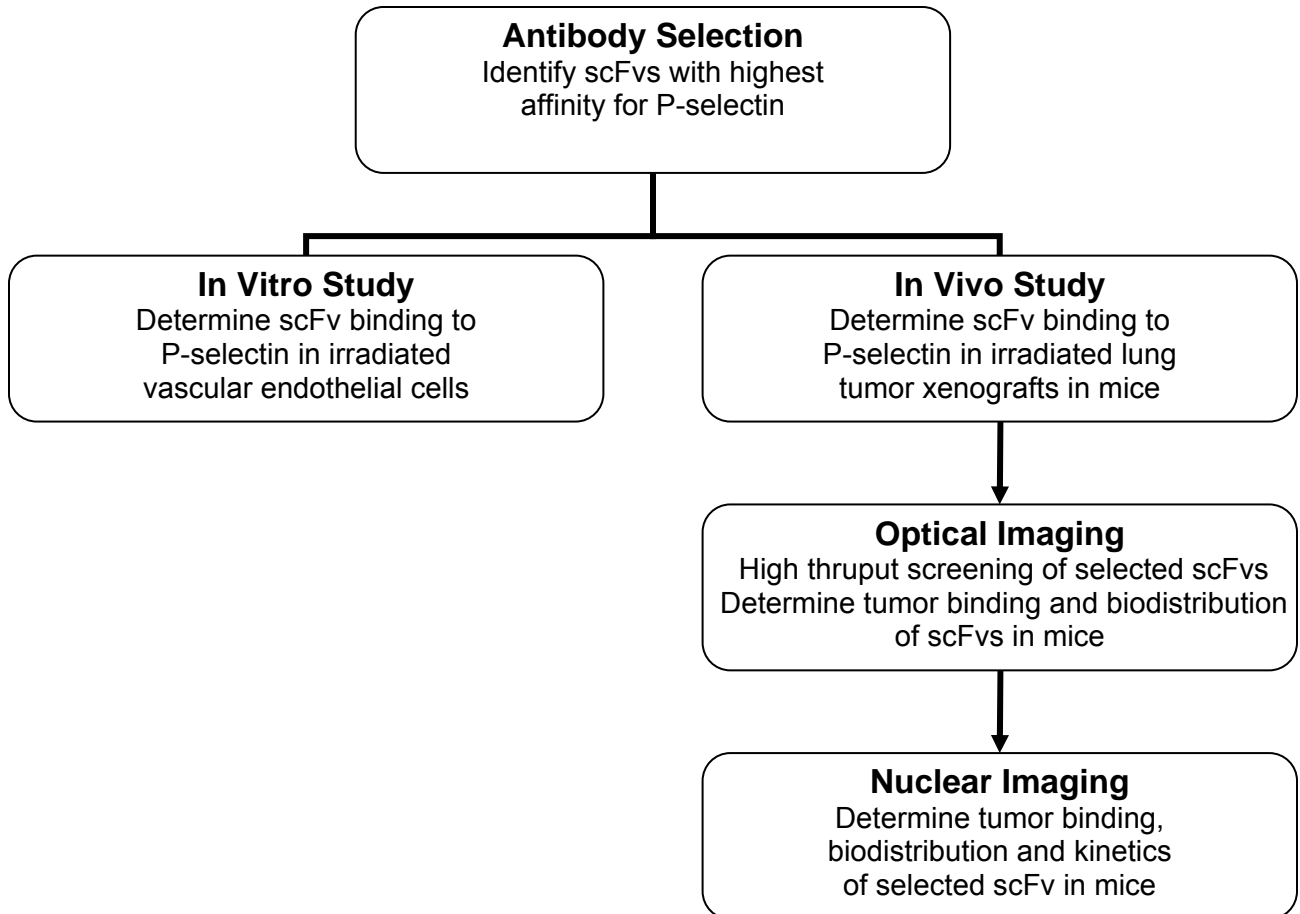 Antibody Selection
Identify scFvs with highest
affinity for P-selectin
In Vitro Study
Determine scFv binding to
P-selectin in irradiated
vascular endothelial cells
In Vivo Study
Determine scFv binding to
P-selectin in irradiated lung
tumor xenografts in mice
Optical Imaging
High thruput screening of selected scFvs
Determine tumor binding and biodistribution
of scFvs in mice
Nuclear Imaging
Determine tumor binding,
biodistribution and kinetics
of selected scFv in mice